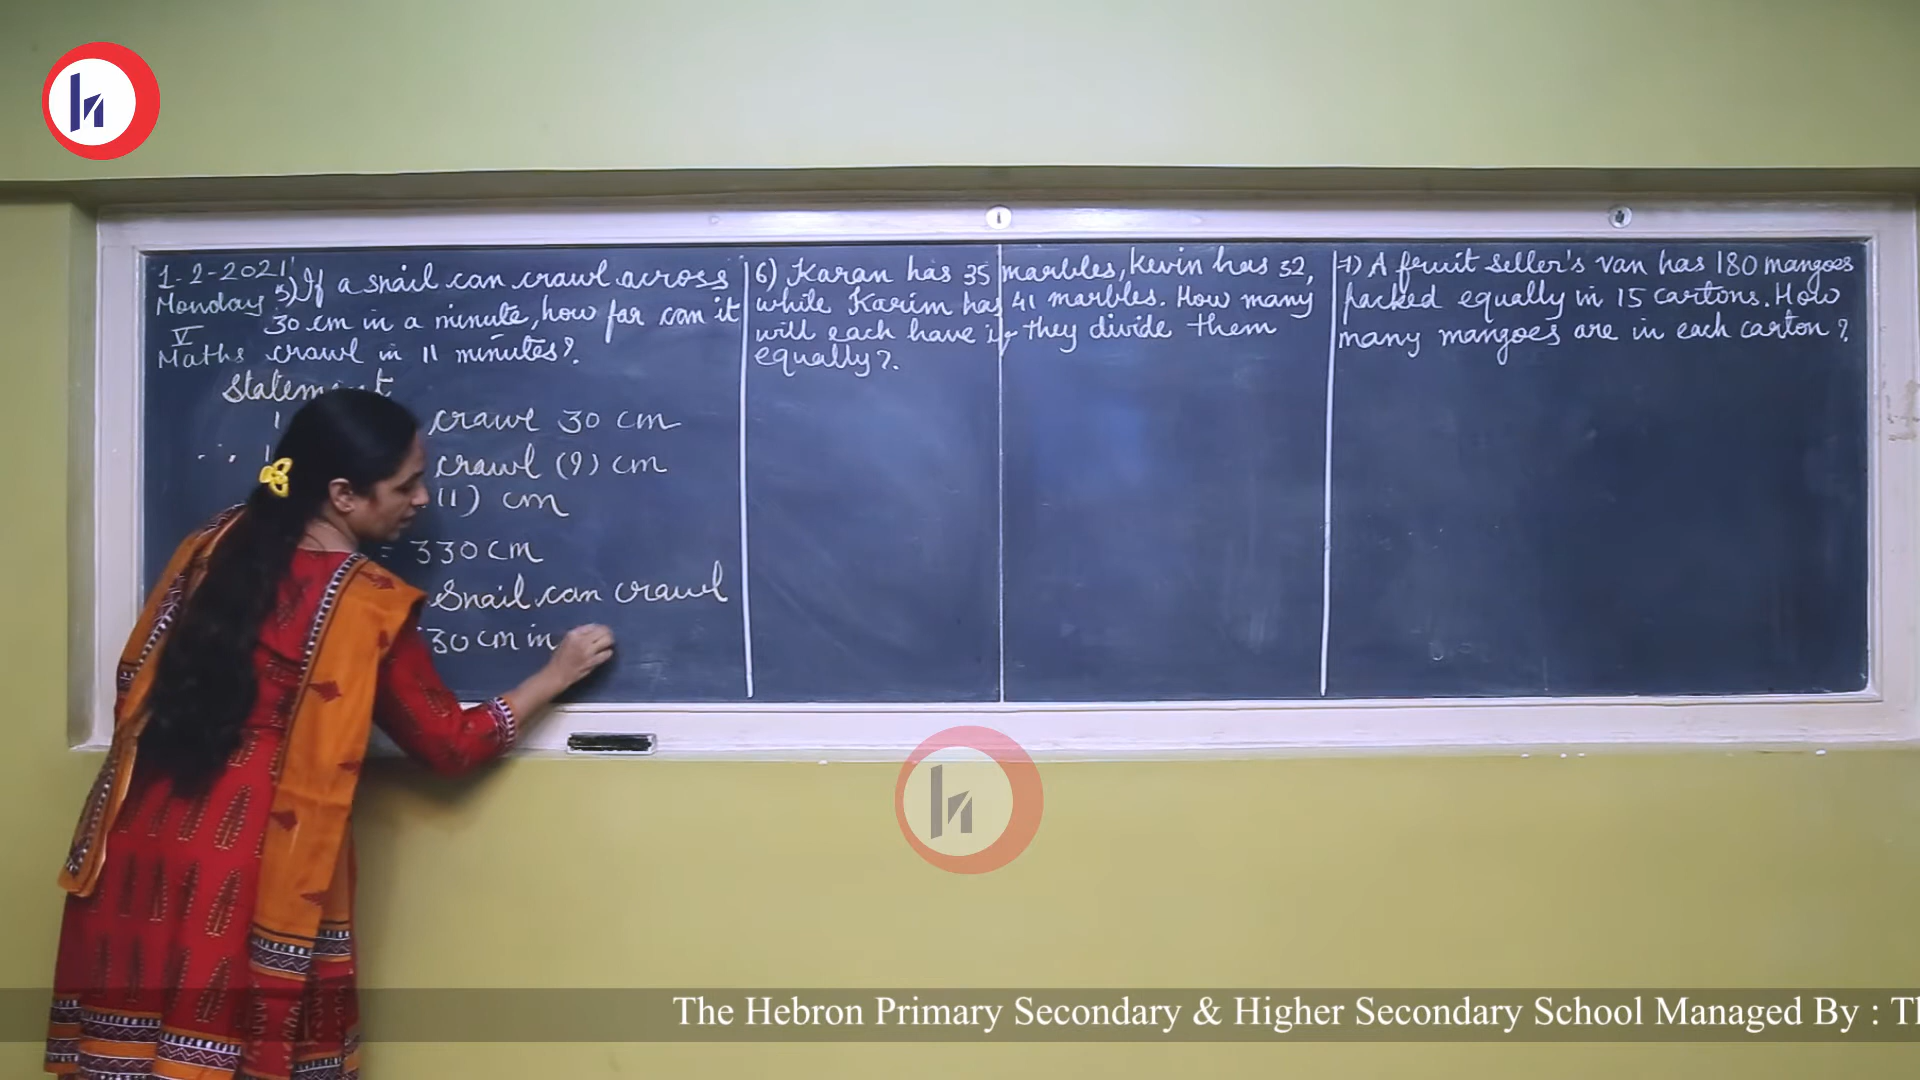 1-2-2021
Monday
V
Maths
5) If a snail can crawl across
30 cm in a minute, how far can it
crawl in 11 minutes?
Statement
1 crawl 30 cm
∴ 1 crawl (?) cm
11) cm
= 330 cm
Snail can crawl
30 cm in
6) Karan has 35 marbles, Kevin has 32,
while Karim has 41 marbles. How many
will each have if they divide them
equally?.
7) A fruit seller's van has 180 mangoes
packed equally in 15 cartons. How
many mangoes are in each carton?
The Hebron Primary Secondary & Higher Secondary School Managed By :